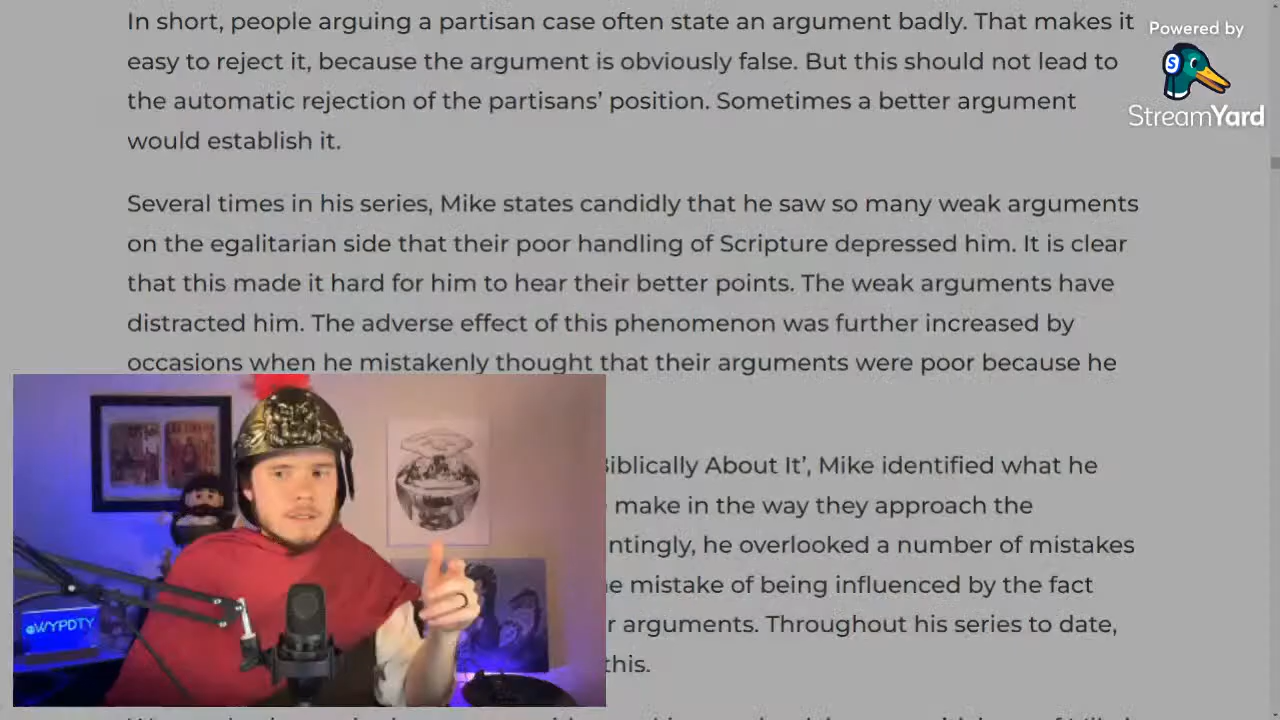 In short, people arguing a partisan case often state an argument badly. That makes it
easy to reject it, because the argument is obviously false. But this should not lead to
the automatic rejection of the partisans’ position. Sometimes a better argument
would establish it.
Several times in his series, Mike states candidly that he saw so many weak arguments
on the egalitarian side that their poor handling of Scripture depressed him. It is clear
that this made it hard for him to hear their better points. The weak arguments have
distracted him. The adverse effect of this phenomenon was further increased by
occasions when he mistakenly thought that their arguments were poor because he
Biblically About It’, Mike identified what he
make in the way they approach the
ntingly, he overlooked a number of mistakes
e mistake of being influenced by the fact
r arguments. Throughout his series to date,
this.
Powered by
StreamYard
@WYPDTY